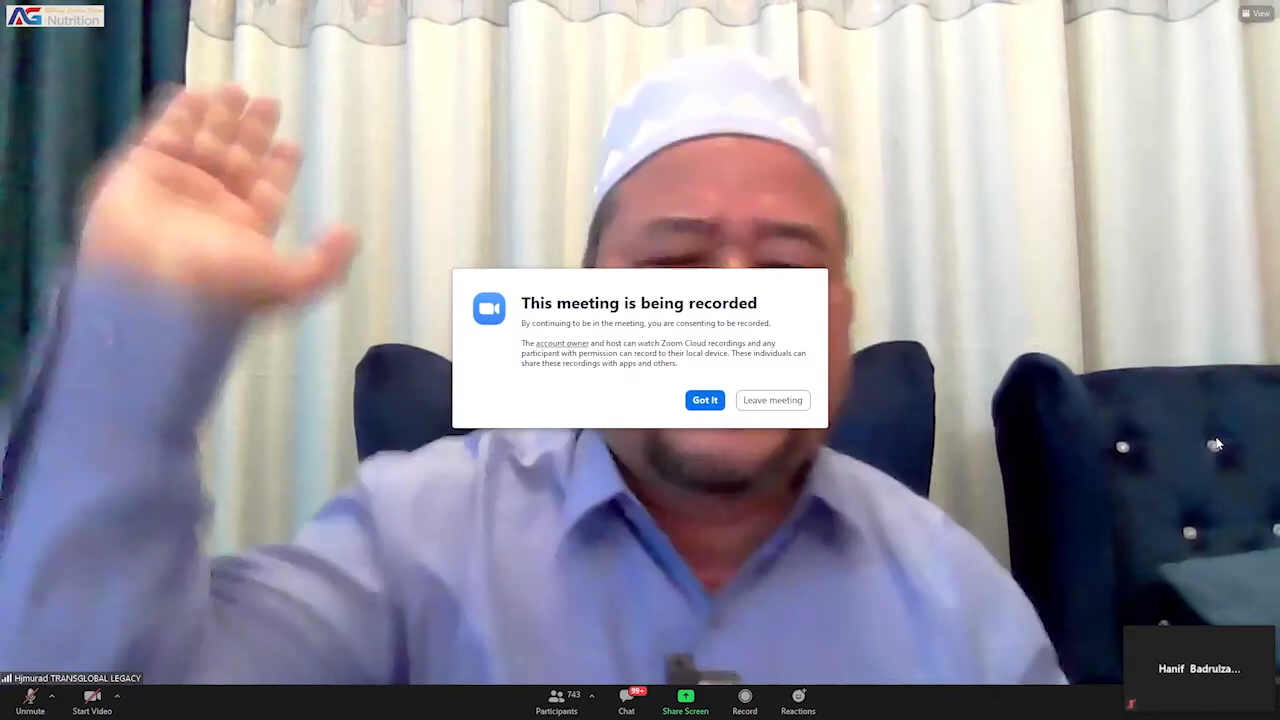 AG
Nutrition
View
This meeting is being recorded
By continuing to be in the meeting, you are consenting to be recorded.
The account owner and host can watch Zoom Cloud recordings and any
participant with permission can record to their local device. These individuals can
share these recordings with apps and others.
Got It
Leave meeting
Hanif Badrulza...
Hjmurad TRANSGLOBAL LEGACY
743
99+
Unmute
Start Video
Participants
Chat
Share Screen
Record
Reactions